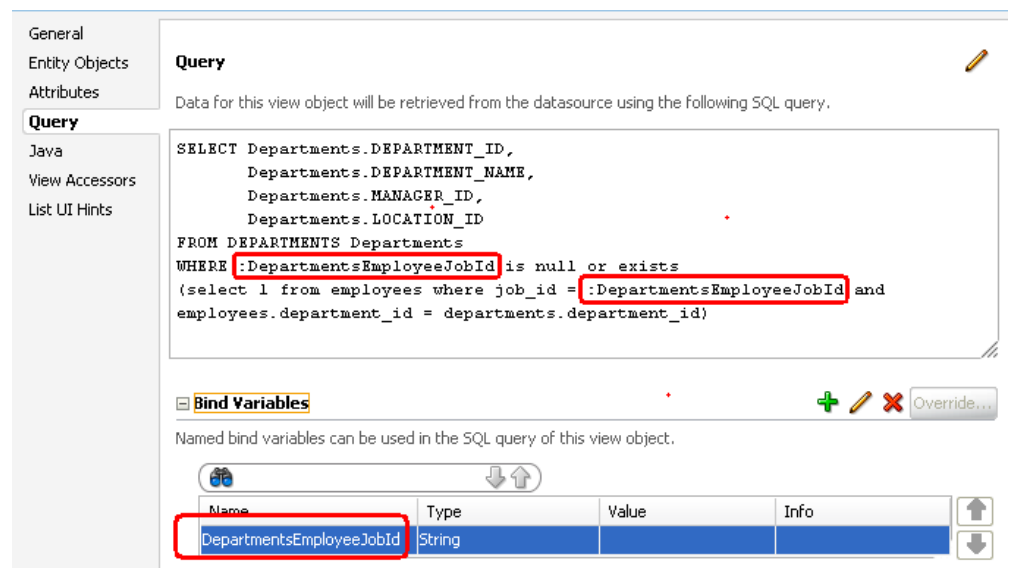 General
Entity Objects
Attributes
Query
Java
View Accessors
List UI Hints
Query
Data for this view object will be retrieved from the datasource using the following SQL query.
SELECT Departments.DEPARTMENT_ID,
Departments.DEPARTMENT_NAME,
Departments.MANAGER_ID,
Departments.LOCATION_ID
FROM DEPARTMENTS Departments
WHERE :DepartmentsEmployeeJobId is null or exists
(select 1 from employees where job_id = :DepartmentsEmployeeJobId and
employees.department_id = departments.department_id)
Bind Variables
Override...
Named bind variables can be used in the SQL query of this view object.
Name Type Value Info
DepartmentsEmployeeJobId String